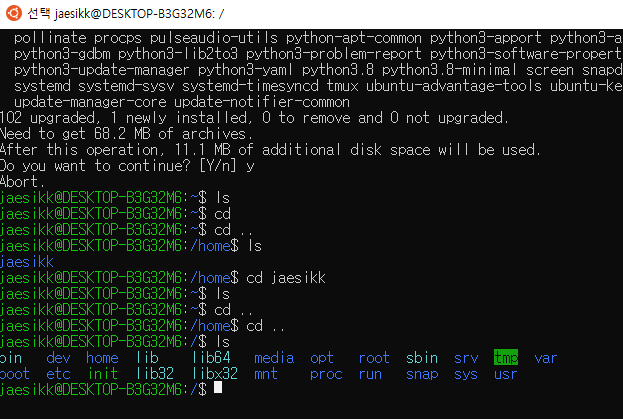 선택 jaesikk@DESKTOP-B3G32M6: /
pollinate procps pulseaudio-utils python-apt-common python3-apport python3-a
python3-gdbm python3-lib2to3 python3-problem-report python3-software-propert
python3-update-manager python3-yaml python3.8 python3.8-minimal screen snapd
systemd systemd-sysv systemd-timesyncd tmux ubuntu-advantage-tools ubuntu-ke
update-manager-core update-notifier-common
102 upgraded, 1 newly installed, 0 to remove and 0 not upgraded.
Need to get 68.2 MB of archives.
After this operation, 11.1 MB of additional disk space will be used.
Do you want to continue? [Y/n] y
Abort.
jaesikk@DESKTOP-B3G32M6:~$ ls
jaesikk@DESKTOP-B3G32M6:~$ cd
jaesikk@DESKTOP-B3G32M6:~$ cd ..
jaesikk@DESKTOP-B3G32M6:/home$ ls
jaesikk
jaesikk@DESKTOP-B3G32M6:/home$ cd jaesikk
jaesikk@DESKTOP-B3G32M6:~$ ls
jaesikk@DESKTOP-B3G32M6:~$ cd ..
jaesikk@DESKTOP-B3G32M6:/home$ cd ..
jaesikk@DESKTOP-B3G32M6:/$ ls
bin dev home lib lib64 media opt root sbin srv tmp var
boot etc init lib32 libx32 mnt proc run snap sys usr
jaesikk@DESKTOP-B3G32M6:/$